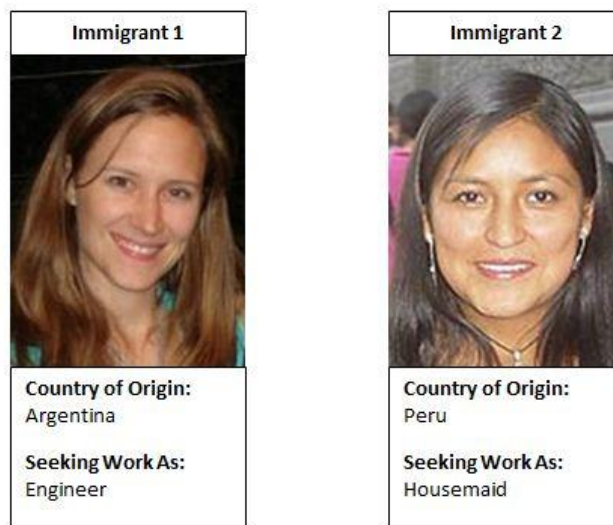 Immigrant 1
Immigrant 2
Country of Origin:
Argentina
Seeking Work As:
Engineer
Country of Origin:
Peru
Seeking Work As:
Housemaid